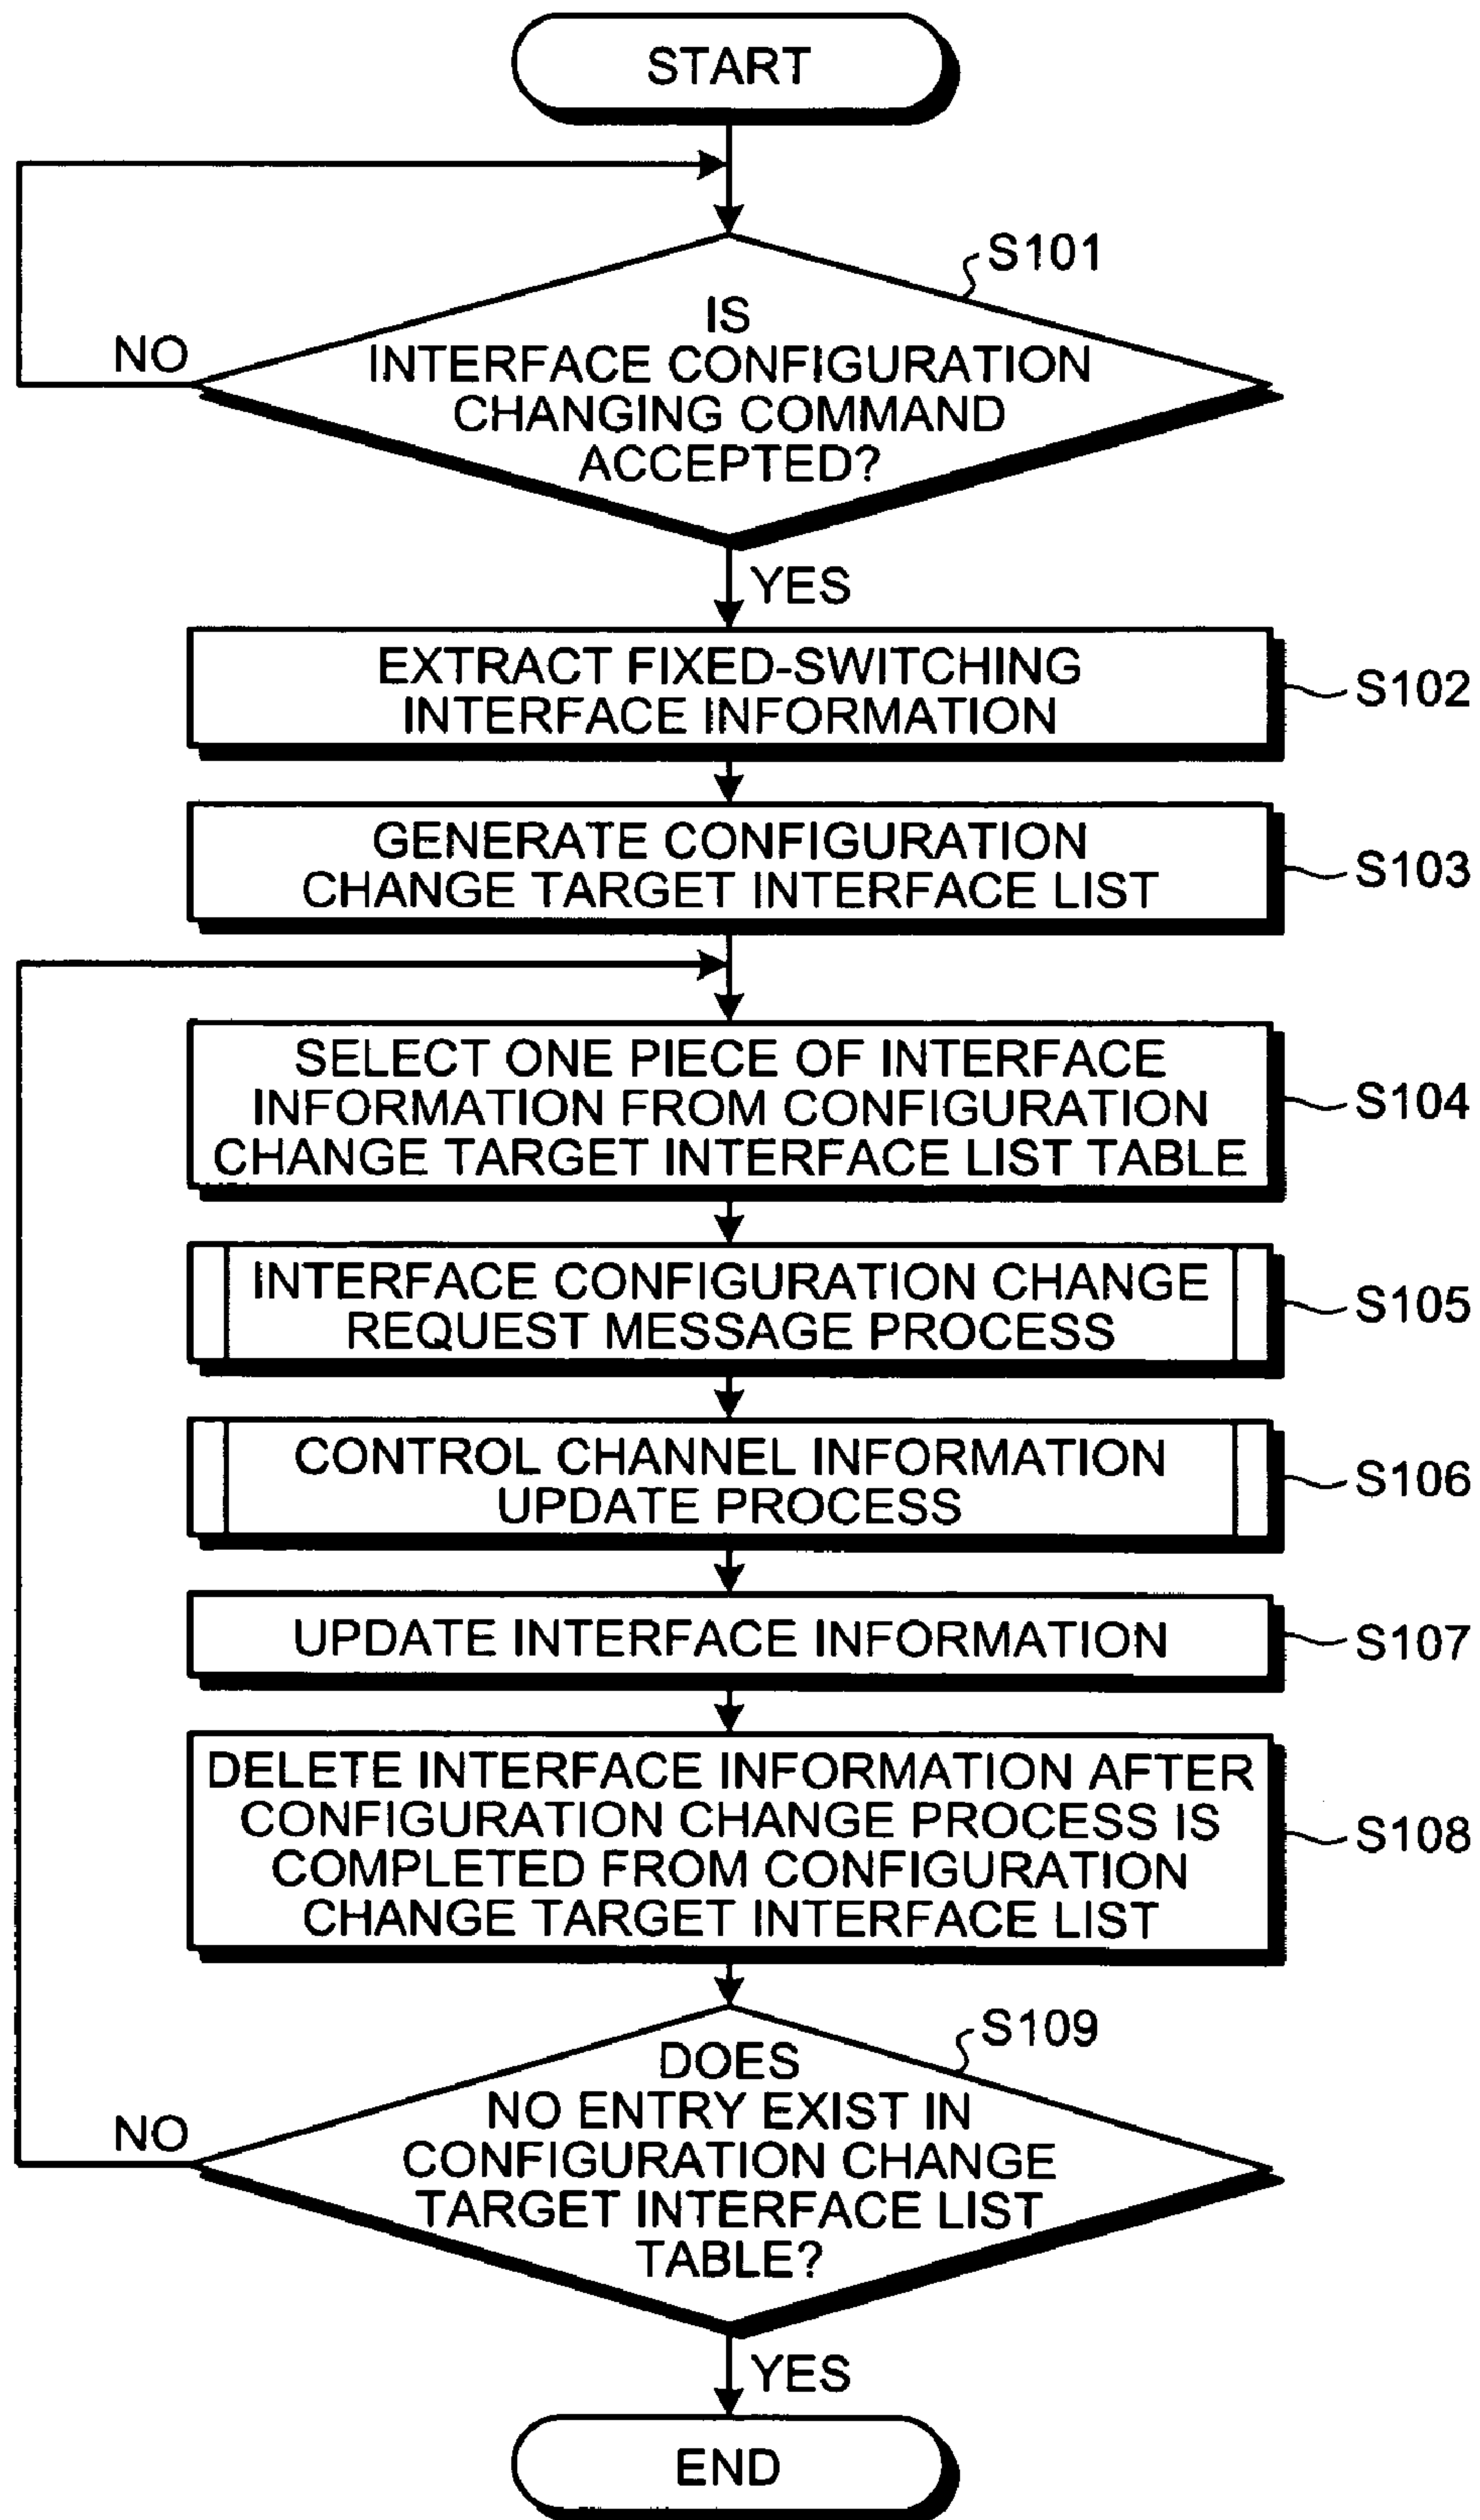 START
S101
IS
INTERFACE CONFIGURATION
CHANGING COMMAND
ACCEPTED?
NO
YES
EXTRACT FIXED-SWITCHING
INTERFACE INFORMATION
S102
GENERATE CONFIGURATION
CHANGE TARGET INTERFACE LIST
S103
SELECT ONE PIECE OF INTERFACE
INFORMATION FROM CONFIGURATION
CHANGE TARGET INTERFACE LIST TABLE
S104
INTERFACE CONFIGURATION CHANGE
REQUEST MESSAGE PROCESS
S105
CONTROL CHANNEL INFORMATION
UPDATE PROCESS
S106
UPDATE INTERFACE INFORMATION
S107
DELETE INTERFACE INFORMATION AFTER
CONFIGURATION CHANGE PROCESS IS
COMPLETED FROM CONFIGURATION
CHANGE TARGET INTERFACE LIST
S108
S109
DOES
NO ENTRY EXIST IN
CONFIGURATION CHANGE
TARGET INTERFACE LIST
TABLE?
NO
YES
END